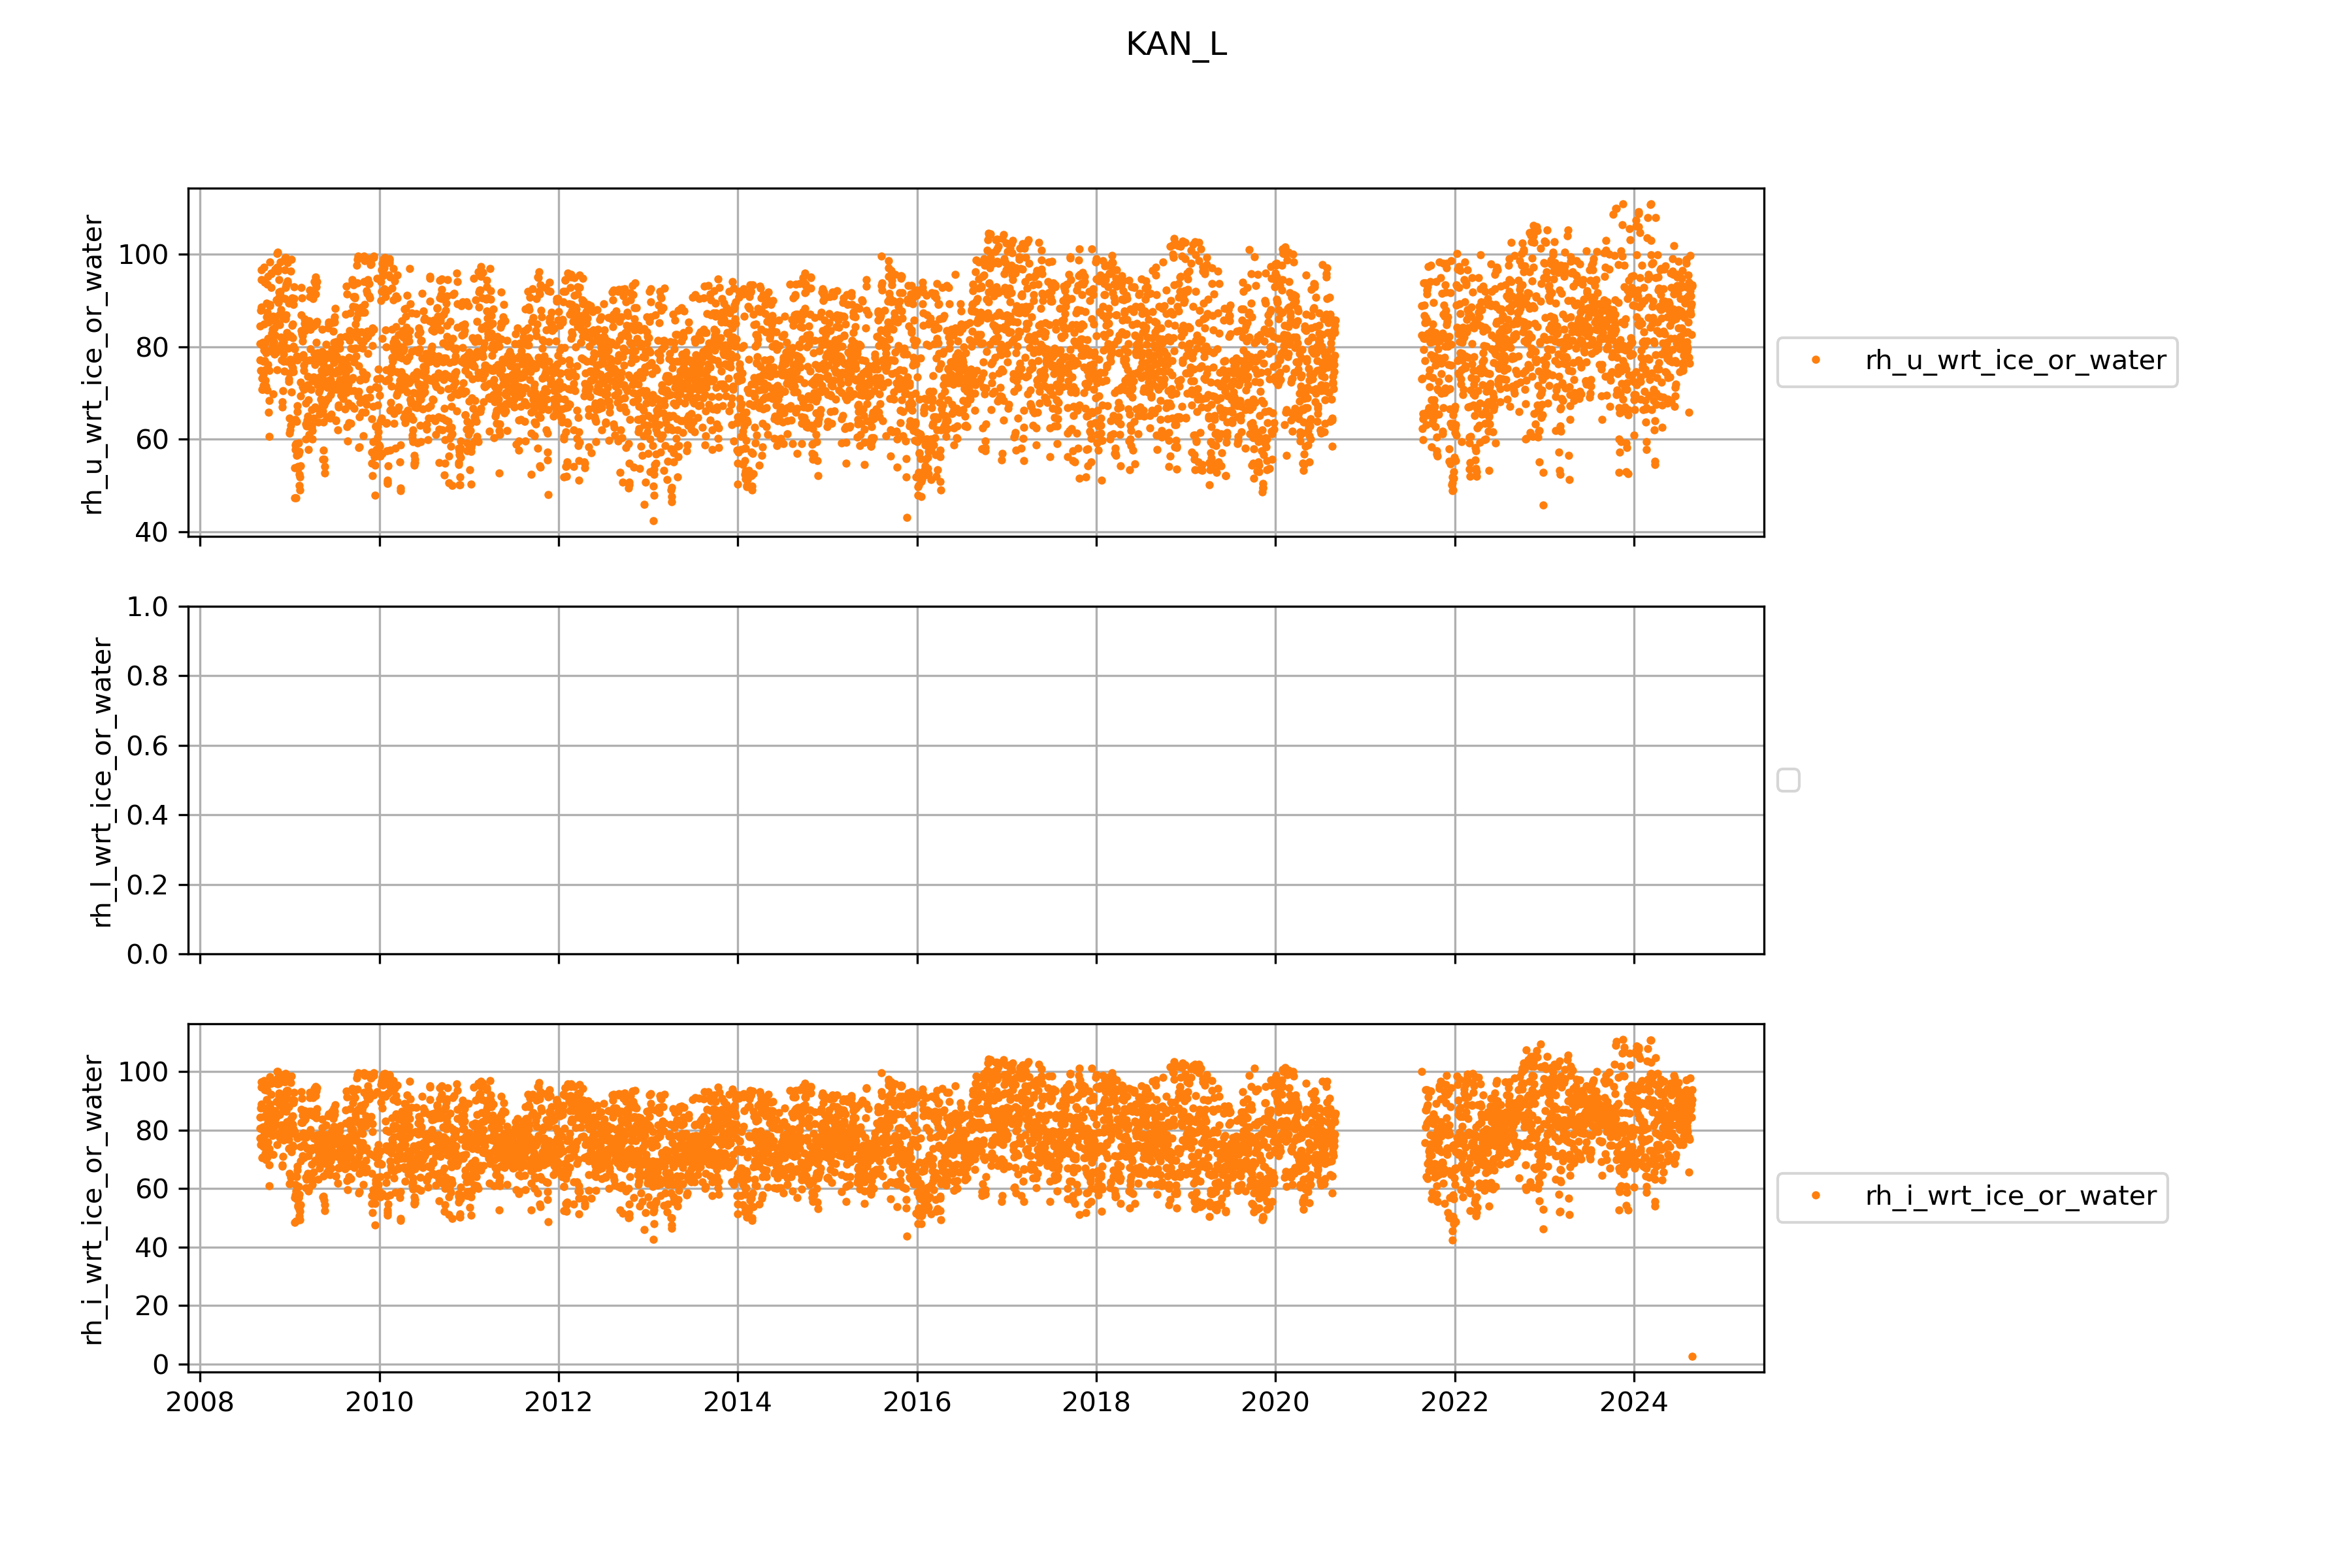 KAN_L
rh_u_wrt_ice_or_water
100
80
60
40
rh_u_wrt_ice_or_water
rh_l_wrt_ice_or_water
1.0
0.8
0.6
0.4
0.2
0.0
rh_i_wrt_ice_or_water
100
80
60
40
20
0
rh_i_wrt_ice_or_water
2008 2010 2012 2014 2016 2018 2020 2022 2024